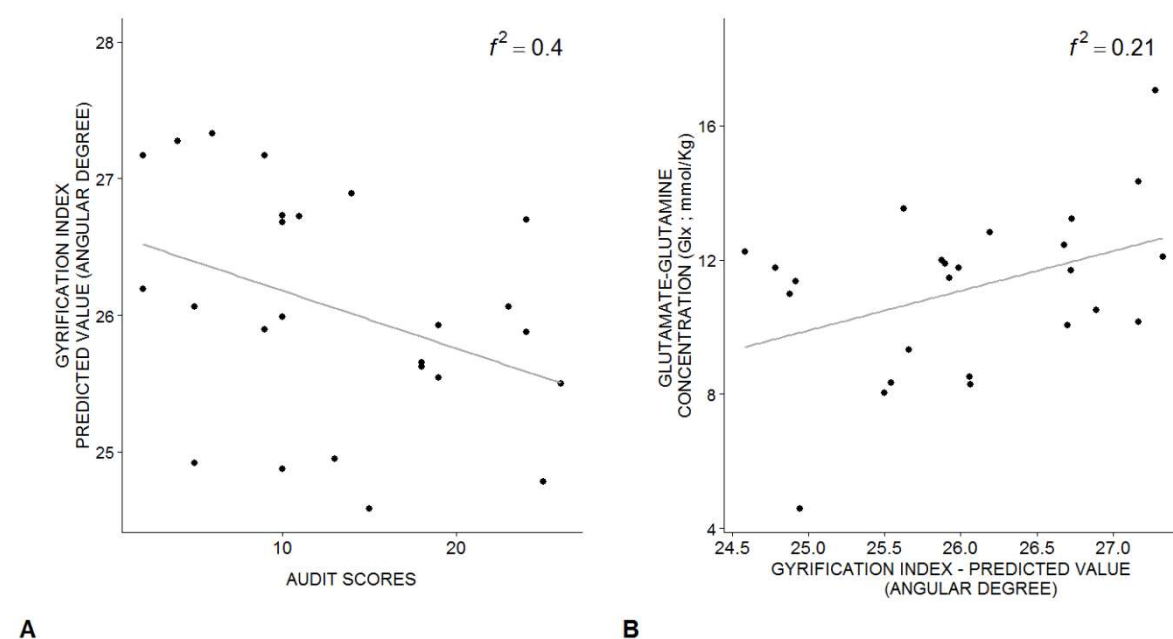 28
27
26
25
10
20
f² = 0.4
GYRIFICATION INDEX
PREDICTED VALUE (ANGULAR DEGREE)
AUDIT SCORES
A
16
12
8
4
24.5
25.0
25.5
26.0
26.5
27.0
f² = 0.21
GLUTAMATE-GLUTAMINE
CONCENTRATION (Glx ; mmol/Kg)
GYRIFICATION INDEX - PREDICTED VALUE
(ANGULAR DEGREE)
B